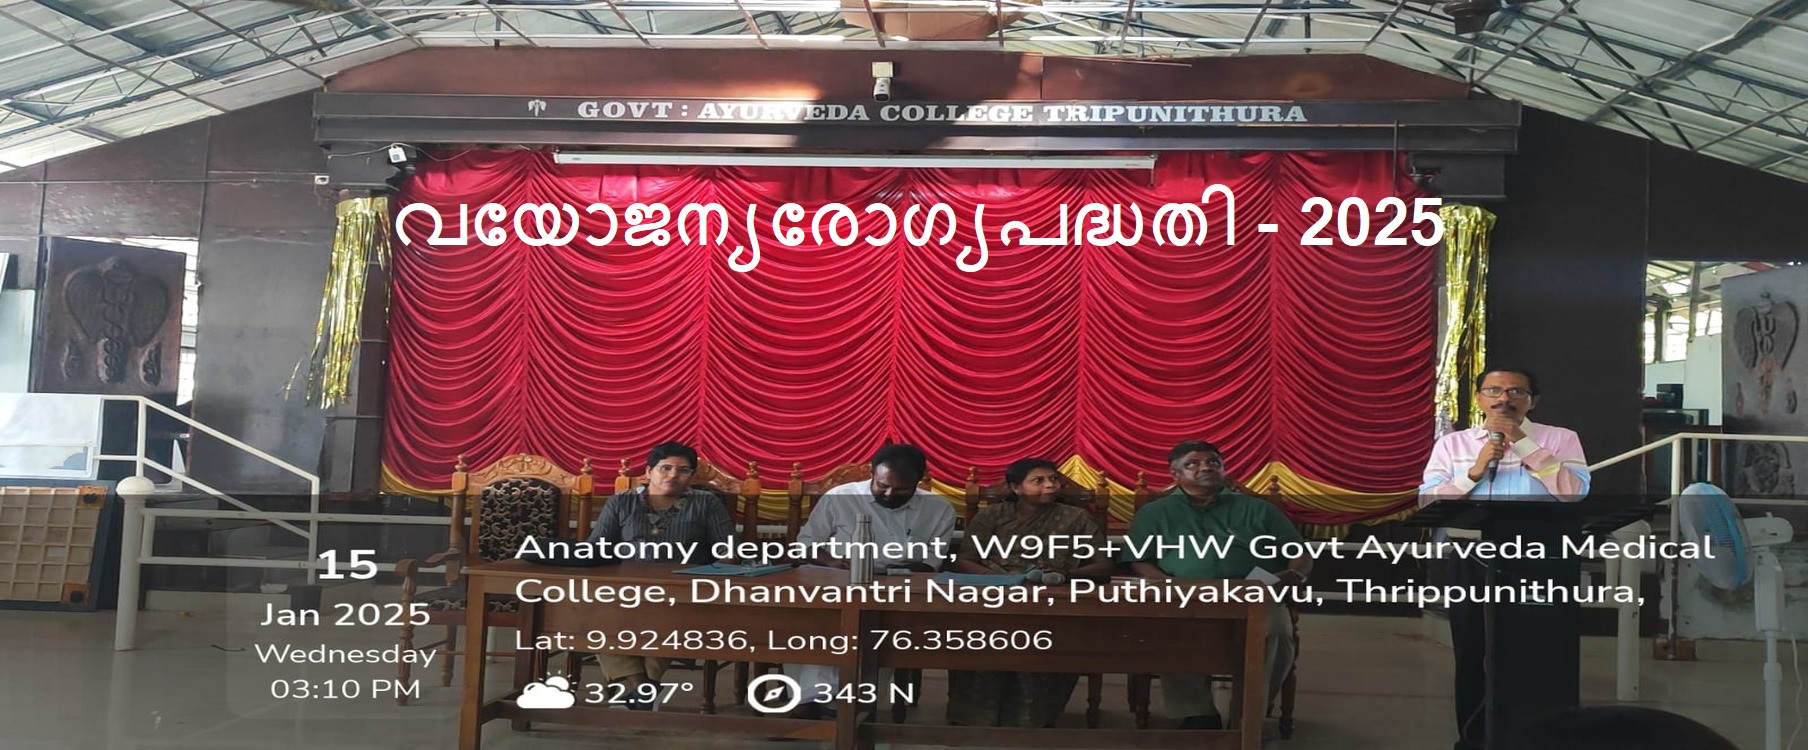 GOVT : AYURVEDA COLLEGE TRIPUNITHURA
വയോജന്യരോഗ്യപദ്ധതി - 2025
15
Jan 2025
Wednesday
03:10 PM
Anatomy department, W9F5+VHW Govt Ayurveda Medical
College, Dhanvantri Nagar, Puthiyakavu, Thrippunithura,
Lat: 9.924836, Long: 76.358606
32.97° 343 N